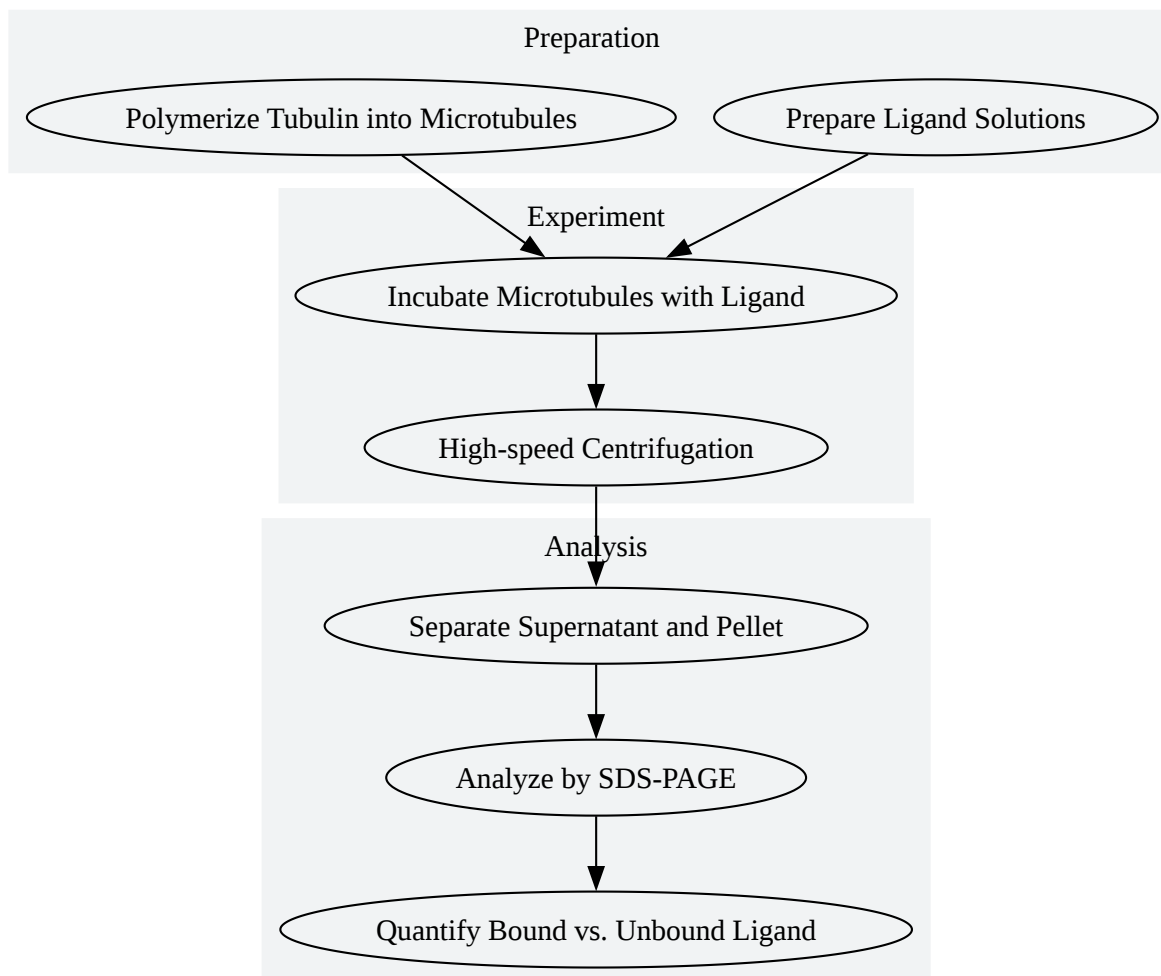 Preparation
Polymerize Tubulin into Microtubules
Prepare Ligand Solutions
Experiment
Incubate Microtubules with Ligand
High-speed Centrifugation
Analysis
Separate Supernatant and Pellet
Analyze by SDS-PAGE
Quantify Bound vs. Unbound Ligand